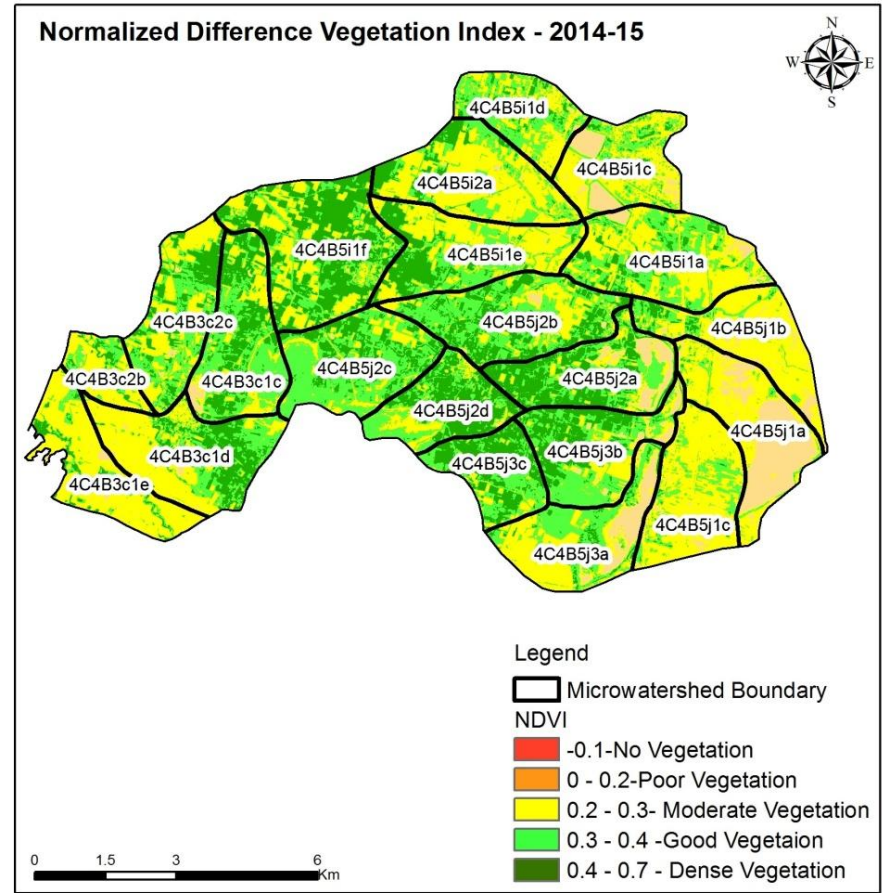 Normalized Difference Vegetation Index - 2014-15
N
W E
S
4C4B5i1d
4C4B5i1c
4C4B5i2a
4C4B5i1f
4C4B5i1e
4C4B5i1a
4C4B3c2c
4C4B5j2b
4C4B5j1b
4C4B3c2b
4C4B3c1c
4C4B5j2c
4C4B5j2a
4C4B5j2d
4C4B5j1a
4C4B3c1d
4C4B5j3c
4C4B5j3b
4C4B3c1e
4C4B5j1c
4C4B5j3a
Legend
Microwatershed Boundary
NDVI
-0.1-No Vegetation
0 - 0.2-Poor Vegetation
0.2 - 0.3- Moderate Vegetation
0.3 - 0.4 -Good Vegetaion
0.4 - 0.7 - Dense Vegetation
0 1.5 3 6
Km